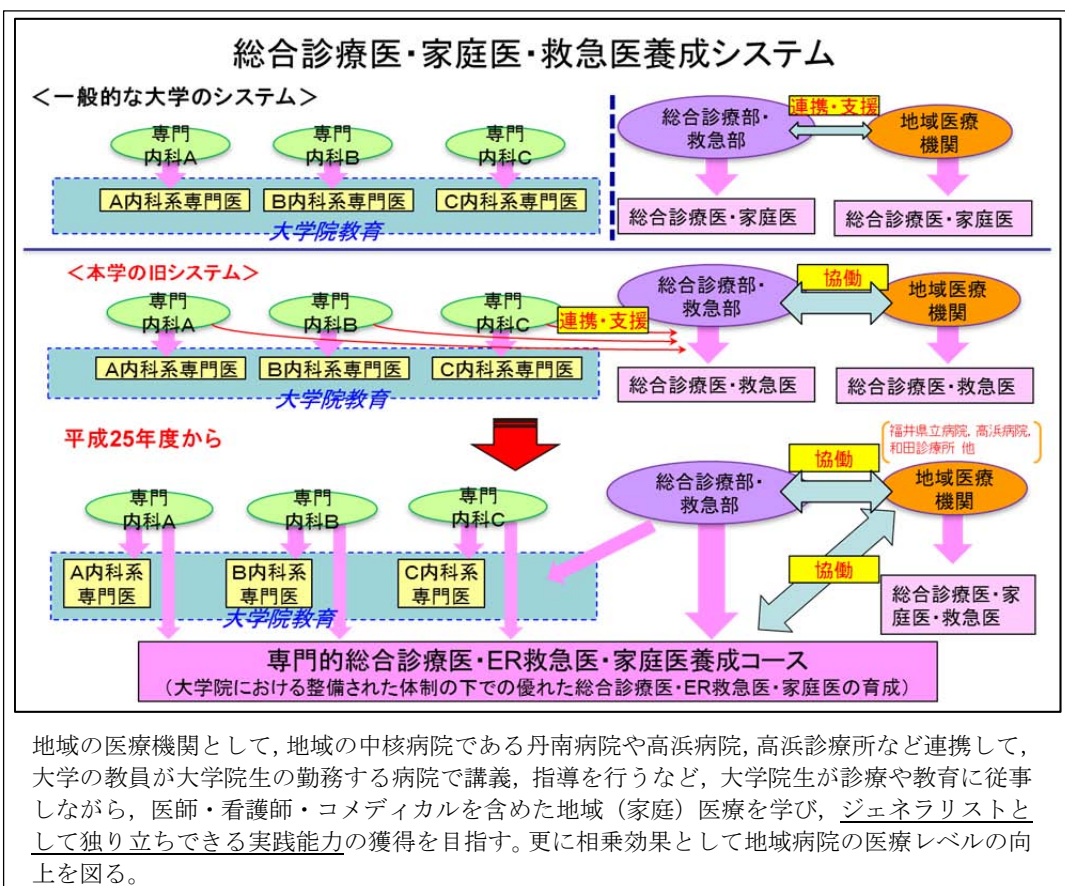 総合診療医・家庭医・救急医養成システム
＜一般的な大学のシステム＞
専門
内科A
専門
内科B
専門
内科C
総合診療部・
救急部
連携・支援
地域医療
機関
A内科系専門医
B内科系専門医
C内科系専門医
大学院教育
総合診療医・家庭医
総合診療医・家庭医
＜本学の旧システム＞
専門
内科A
専門
内科B
専門
内科C
連携・支援
総合診療部・
救急部
協働
地域医療
機関
A内科系専門医
B内科系専門医
C内科系専門医
大学院教育
総合診療医・救急医
総合診療医・救急医
平成25年度から
福井県立病院，高浜病院，
和田診療所 他
専門
内科A
専門
内科B
専門
内科C
総合診療部・
救急部
協働
地域医療
機関
A内科系
専門医
B内科系
専門医
C内科系
専門医
大学院教育
協働
総合診療医・家
庭医・救急医
専門的総合診療医・ER救急医・家庭医養成コース
（大学院における整備された体制の下での優れた総合診療医・ER救急医・家庭医の育成）
地域の医療機関として，地域の中核病院である丹南病院や高浜病院，高浜診療所など連携して，
大学の教員が大学院生の勤務する病院で講義，指導を行うなど，大学院生が診療や教育に従事
しながら，医師・看護師・コメディカルを含めた地域（家庭）医療を学び，ジェネラリストと
して独り立ちできる実践能力の獲得を目指す。更に相乗効果として地域病院の医療レベルの向
上を図る。